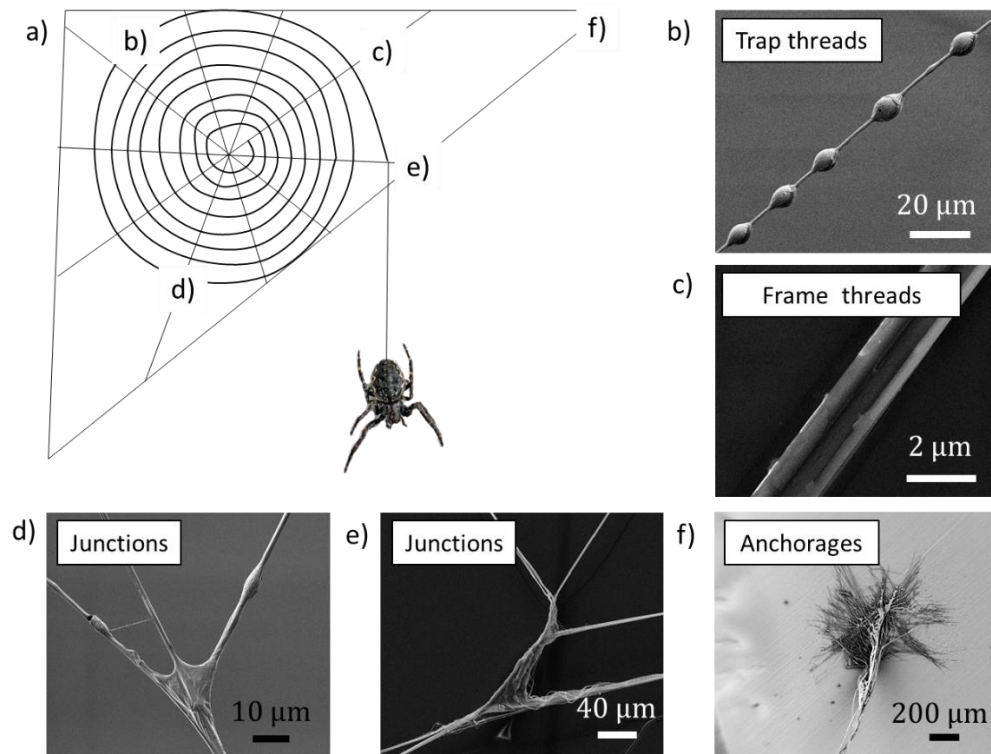 a)
b)
c)
f)
e)
d)
b)
Trap threads
20 μm
c)
Frame threads
2 μm
d)
Junctions
10 μm
e)
Junctions
40 μm
f)
Anchorages
200 μm